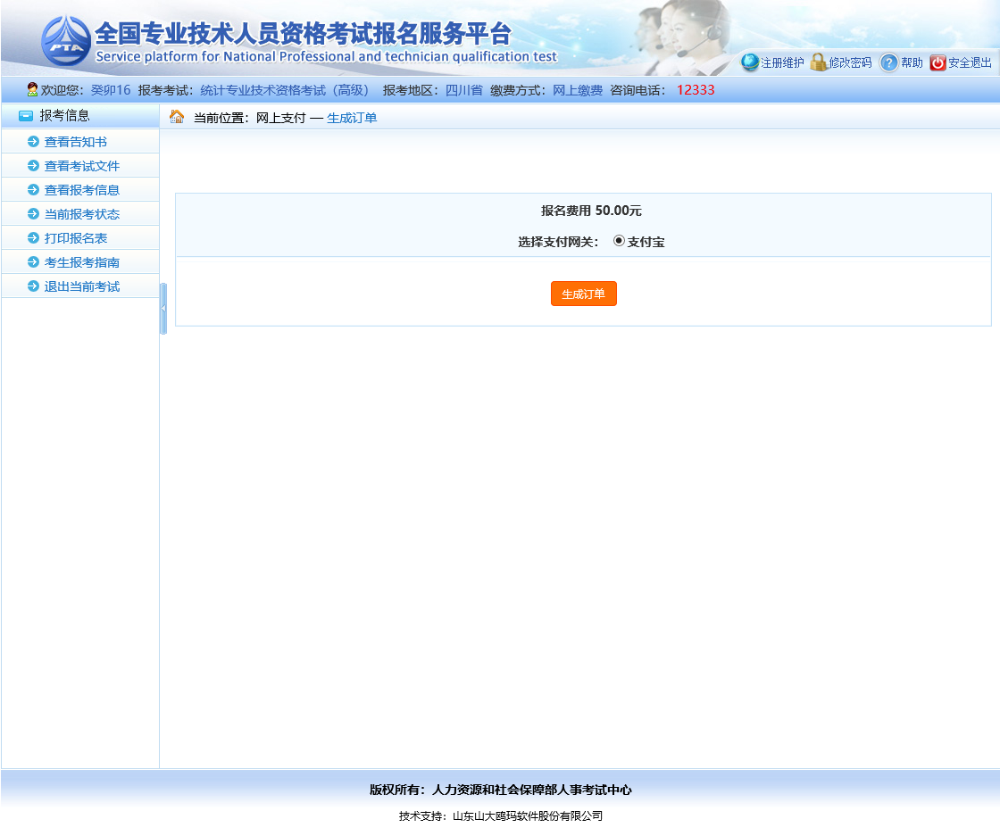 全国专业技术人员资格考试报名服务平台
Service platform for National Professional and technician qualification test
注册维护 修改密码 帮助 安全退出
欢迎您：癸卯16 报考考试：统计专业技术资格考试（高级） 报考地区：四川省 缴费方式：网上缴费 咨询电话：12333
报考信息
当前位置：网上支付 — 生成订单
查看告知书
查看考试文件
查看报考信息
当前报考状态
打印报名表
考生报考指南
退出当前考试
报名费用 50.00元
选择支付网关： 支付宝
生成订单
版权所有：人力资源和社会保障部人事考试中心
技术支持：山东山大鸥玛软件股份有限公司